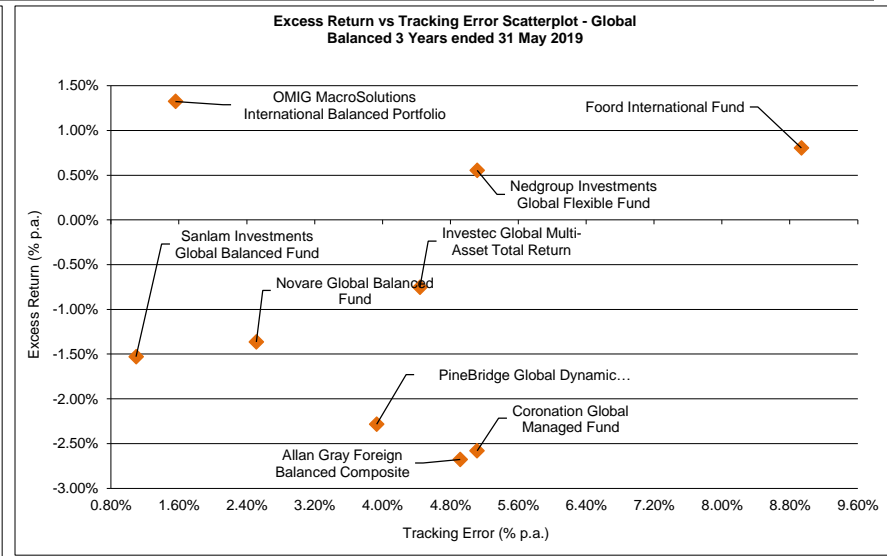 Excess Return vs Tracking Error Scatterplot - Global
Balanced 3 Years ended 31 May 2019
1.50%
1.00%
0.50%
0.00%
-0.50%
-1.00%
-1.50%
-2.00%
-2.50%
-3.00%
Excess Return (% p.a.)
OMIG MacroSolutions
International Balanced Portfolio
Foord International Fund
Nedgroup Investments
Global Flexible Fund
Sanlam Investments
Global Balanced Fund
Investec Global Multi-
Asset Total Return
Novare Global Balanced
Fund
PineBridge Global Dynamic…
Coronation Global
Managed Fund
Allan Gray Foreign
Balanced Composite
0.80% 1.60% 2.40% 3.20% 4.00% 4.80% 5.60% 6.40% 7.20% 8.00% 8.80% 9.60%
Tracking Error (% p.a.)